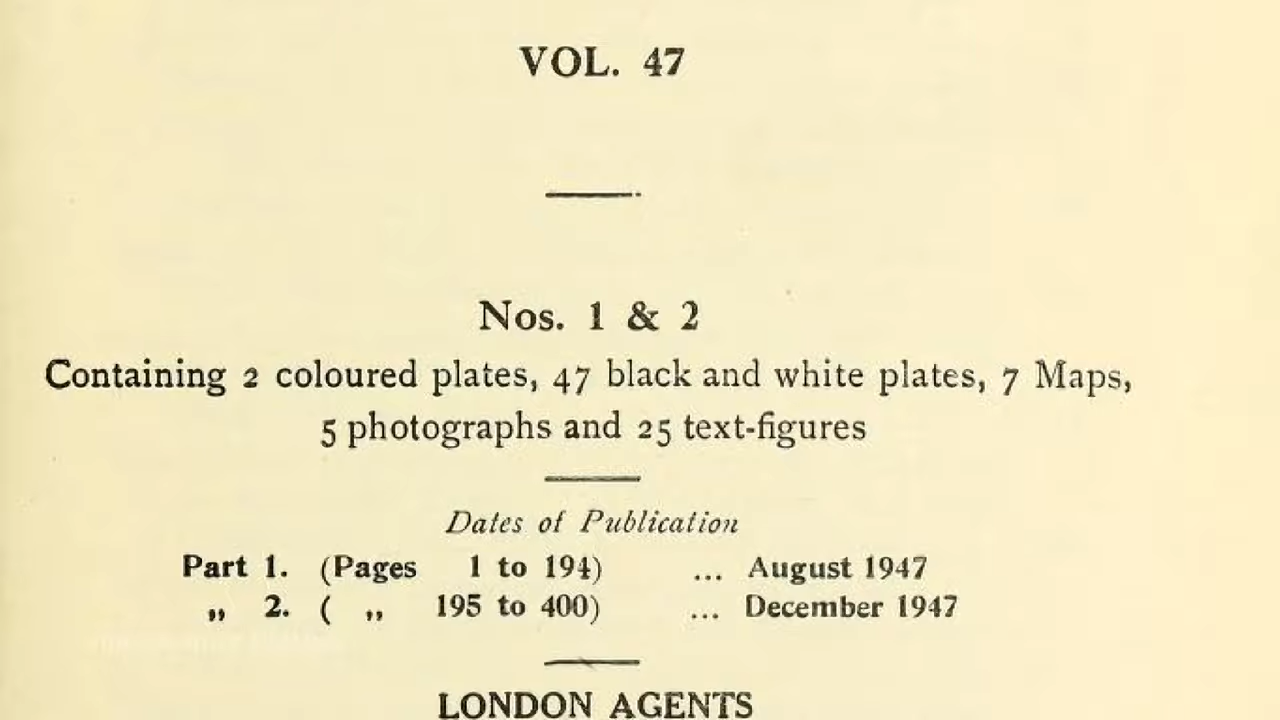 VOL. 47
Nos. 1 & 2
Containing 2 coloured plates, 47 black and white plates, 7 Maps,
5 photographs and 25 text-figures
Dates of Publication
Part 1. (Pages 1 to 194) ... August 1947
„ 2. ( „ 195 to 400) ... December 1947
LONDON AGENTS